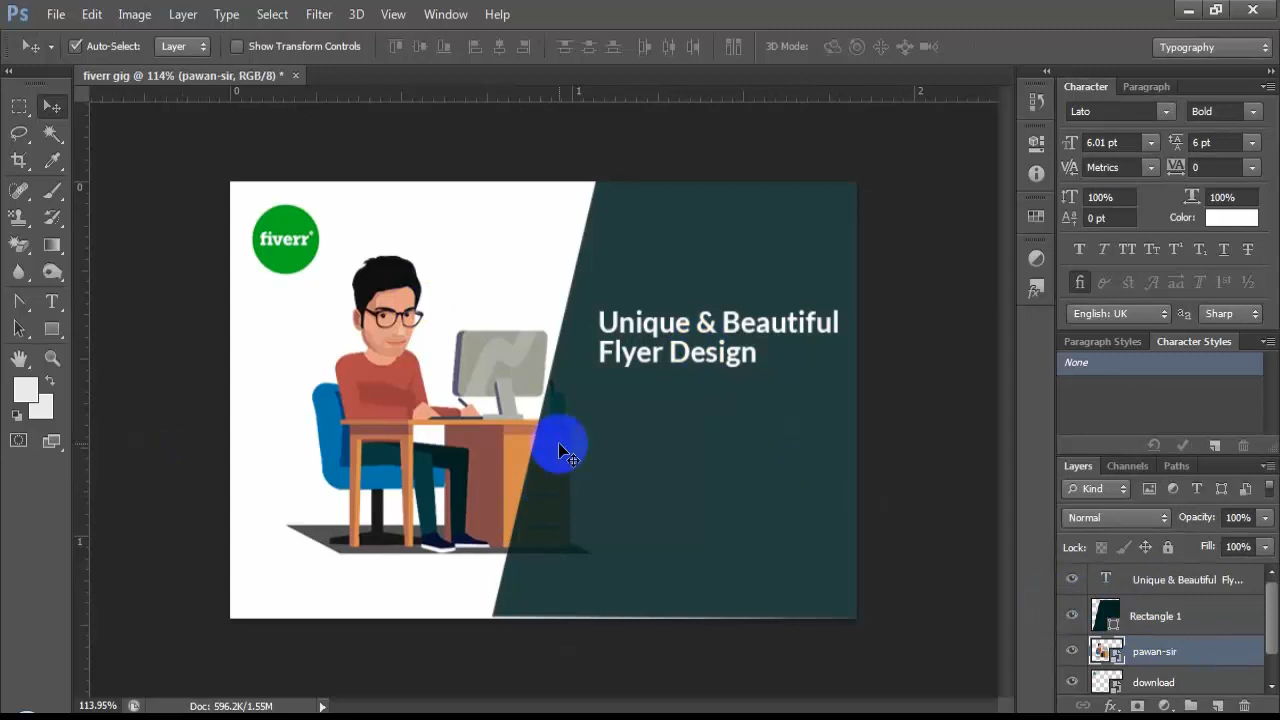 Ps File Edit Image Layer Type Select Filter 3D View Window Help
Auto-Select: Layer Show Transform Controls 3D Mode: Typography
fiverr gig @ 114% (pawan-sir, RGB/8) * ×
0 1 2
0
1
fiverr
Unique & Beautiful
Flyer Design
Character Paragraph
Lato Bold
6.01 pt 6 pt
Metrics 0
100% 100%
0 pt Color:
English: UK Sharp
Paragraph Styles Character Styles
None
Layers Channels Paths
Kind
Normal Opacity: 100%
Lock: Fill: 100%
Unique & Beautiful Fly...
Rectangle 1
pawan-sir
download
113.95% Doc: 596.2K/1.55M